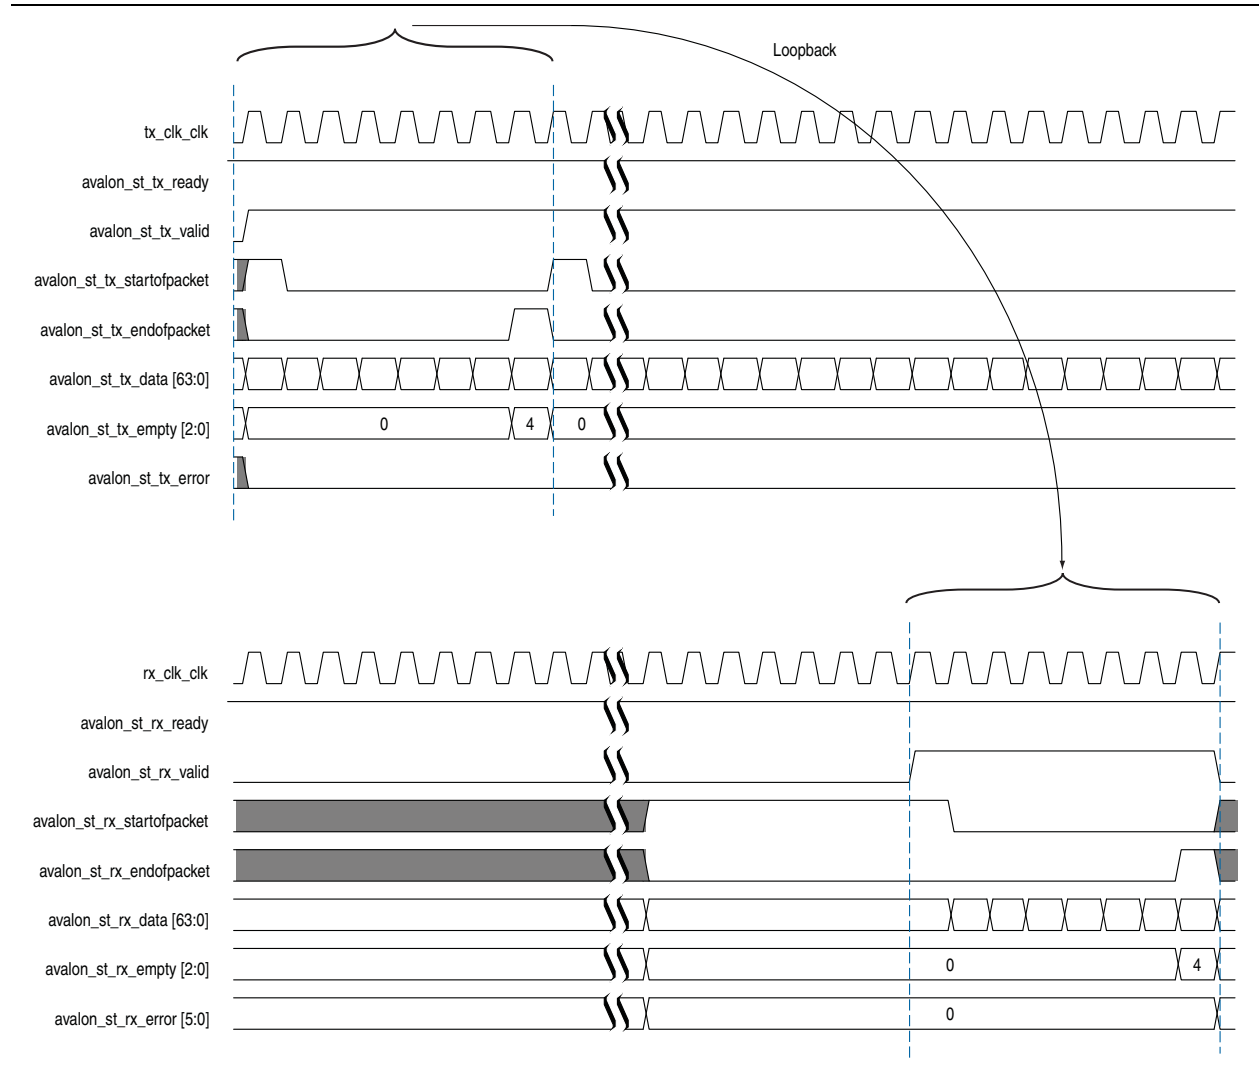 Loopback
tx_clk_clk
avalon_st_tx_ready
avalon_st_tx_valid
avalon_st_tx_startofpacket
avalon_st_tx_endofpacket
avalon_st_tx_data [63:0]
avalon_st_tx_empty [2:0] 0 4 0
avalon_st_tx_error
rx_clk_clk
avalon_st_rx_ready
avalon_st_rx_valid
avalon_st_rx_startofpacket
avalon_st_rx_endofpacket
avalon_st_rx_data [63:0]
avalon_st_rx_empty [2:0] 0 4
avalon_st_rx_error [5:0] 0